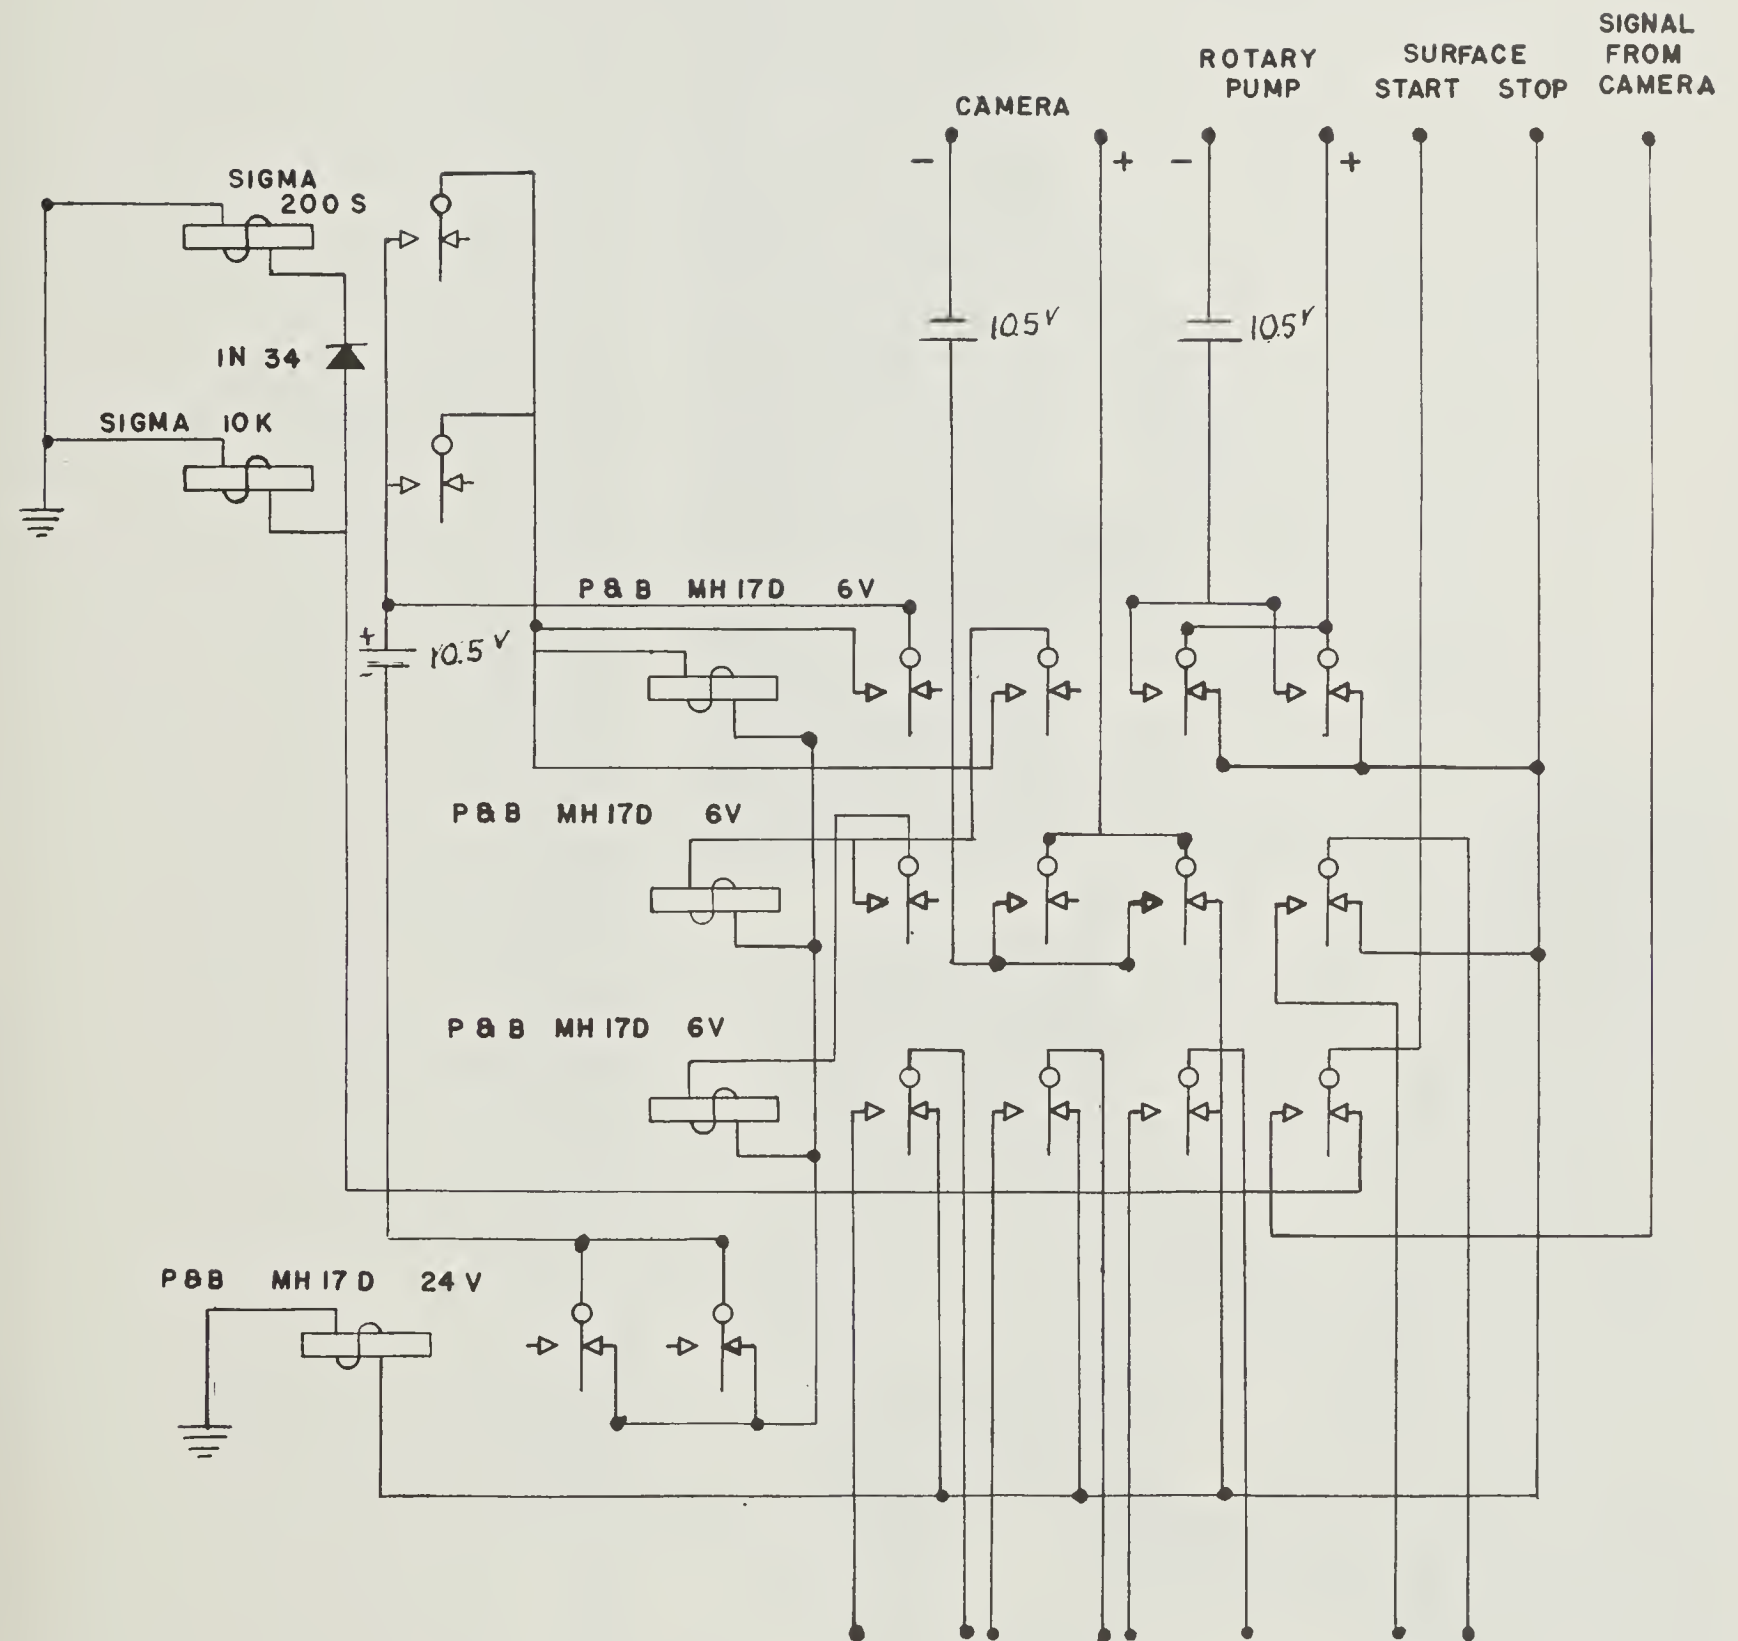 SIGNAL
FROM
CAMERA
SURFACE
START STOP
ROTARY
PUMP
CAMERA
- + - +
SIGMA
200 S
IN 34
SIGMA 10K
10.5V
10.5V
P & B MH 17D 6V
+
10.5 V
-
P & B MH 17D 6V
P & B MH 17D 6V
P & B MH 17 D 24 V